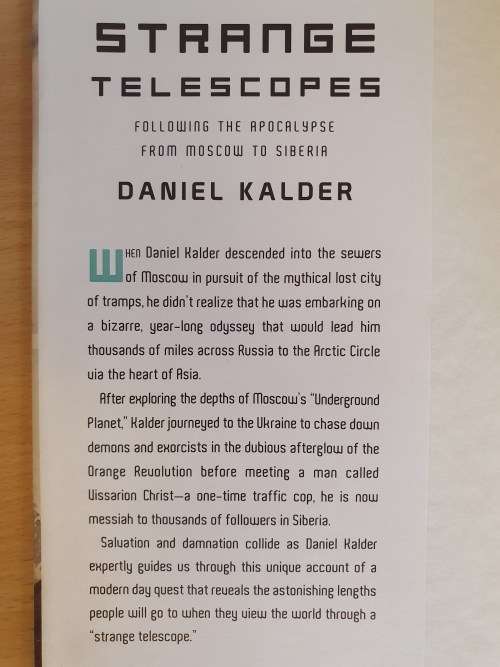 STRANGE
TELESCOPES
FOLLOWING THE APOCALYPSE
FROM MOSCOW TO SIBERIA
DANIEL KALDER
WHEN Daniel Kalder descended into the sewers
of Moscow in pursuit of the mythical lost city
of tramps, he didn't realize that he was embarking on
a bizarre, year-long odyssey that would lead him
thousands of miles across Russia to the Arctic Circle
via the heart of Asia.
After exploring the depths of Moscow's "Underground
Planet," Kalder journeyed to the Ukraine to chase down
demons and exorcists in the dubious afterglow of the
Orange Revolution before meeting a man called
Vissarion Christ—a one-time traffic cop, he is now
messiah to thousands of followers in Siberia.
Salvation and damnation collide as Daniel Kalder
expertly guides us through this unique account of a
modern day quest that reveals the astonishing lengths
people will go to when they view the world through a
"strange telescope."